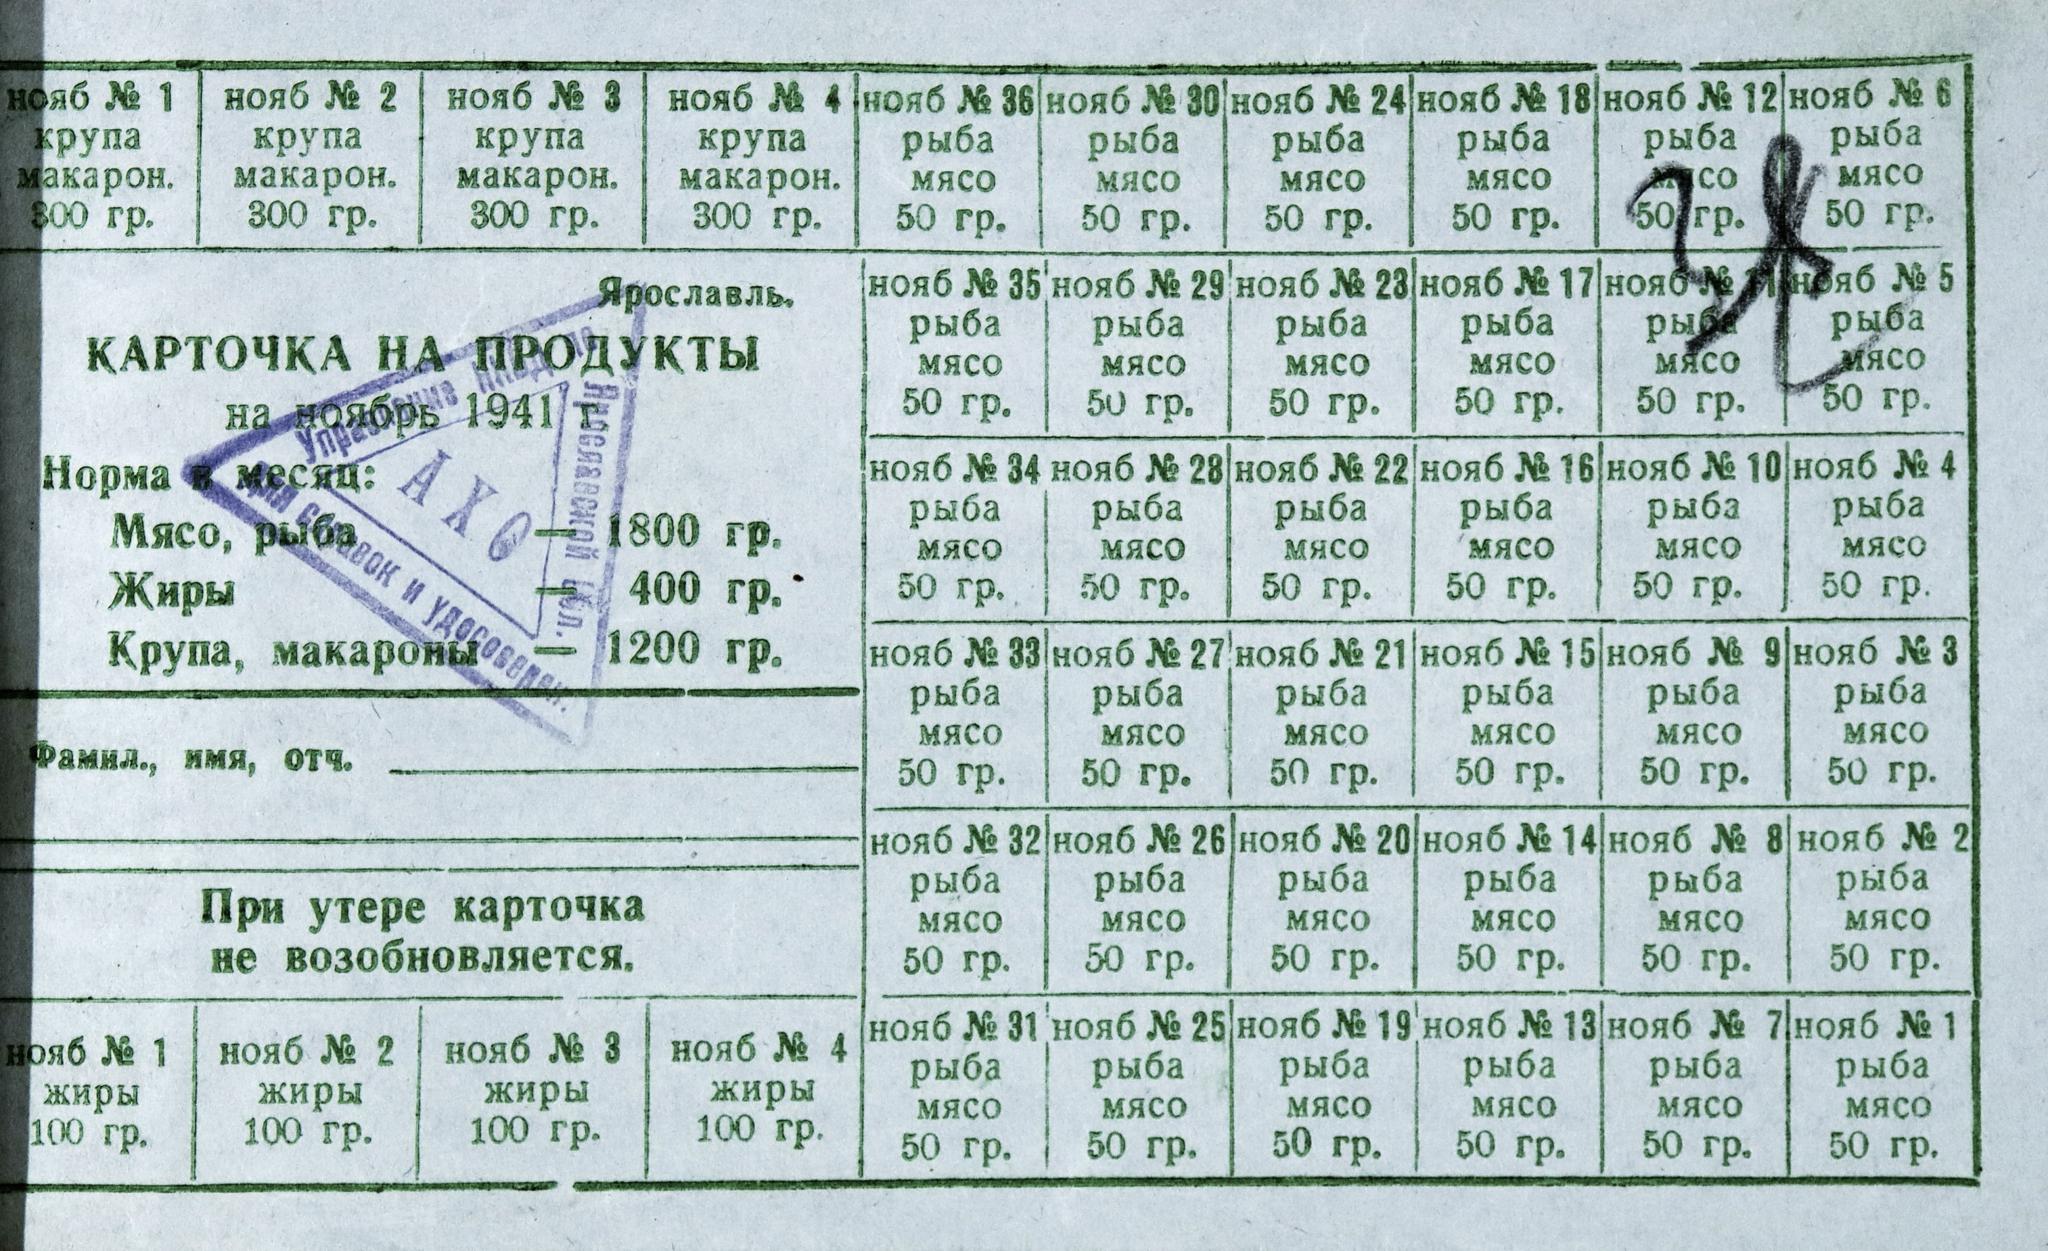 нояб № 1
крупа
макарон.
300 гр.
нояб № 2
крупа
макарон.
300 гр.
нояб № 3
крупа
макарон.
300 гр.
нояб № 4
крупа
макарон.
300 гр.
Ярославль.
КАРТОЧКА НА ПРОДУКТЫ
на ноябрь 1941 г.
Норма в месяц:
Мясо, рыба — 1800 гр.
Жиры — 400 гр.
Крупа, макароны — 1200 гр.
Управление НКВД по
Ярославской обл.
Для справок и удостоверен.
АХО
Фамил., имя, отч.
При утере карточка
не возобновляется.
нояб № 1
жиры
100 гр.
нояб № 2
жиры
100 гр.
нояб № 3
жиры
100 гр.
нояб № 4
жиры
100 гр.
нояб № 36
рыба
мясо
50 гр.
нояб № 30
рыба
мясо
50 гр.
нояб № 24
рыба
мясо
50 гр.
нояб № 18
рыба
мясо
50 гр.
нояб № 12
рыба
мясо
50 гр.
нояб № 6
рыба
мясо
50 гр.
нояб № 35
рыба
мясо
50 гр.
нояб № 29
рыба
мясо
50 гр.
нояб № 23
рыба
мясо
50 гр.
нояб № 17
рыба
мясо
50 гр.
нояб № 11
рыба
мясо
50 гр.
нояб № 5
рыба
мясо
50 гр.
нояб № 34
рыба
мясо
50 гр.
нояб № 28
рыба
мясо
50 гр.
нояб № 22
рыба
мясо
50 гр.
нояб № 16
рыба
мясо
50 гр.
нояб № 10
рыба
мясо
50 гр.
нояб № 4
рыба
мясо
50 гр.
нояб № 33
рыба
мясо
50 гр.
нояб № 27
рыба
мясо
50 гр.
нояб № 21
рыба
мясо
50 гр.
нояб № 15
рыба
мясо
50 гр.
нояб № 9
рыба
мясо
50 гр.
нояб № 3
рыба
мясо
50 гр.
нояб № 32
рыба
мясо
50 гр.
нояб № 26
рыба
мясо
50 гр.
нояб № 20
рыба
мясо
50 гр.
нояб № 14
рыба
мясо
50 гр.
нояб № 8
рыба
мясо
50 гр.
нояб № 2
рыба
мясо
50 гр.
нояб № 31
рыба
мясо
50 гр.
нояб № 25
рыба
мясо
50 гр.
нояб № 19
рыба
мясо
50 гр.
нояб № 13
рыба
мясо
50 гр.
нояб № 7
рыба
мясо
50 гр.
нояб № 1
рыба
мясо
50 гр.